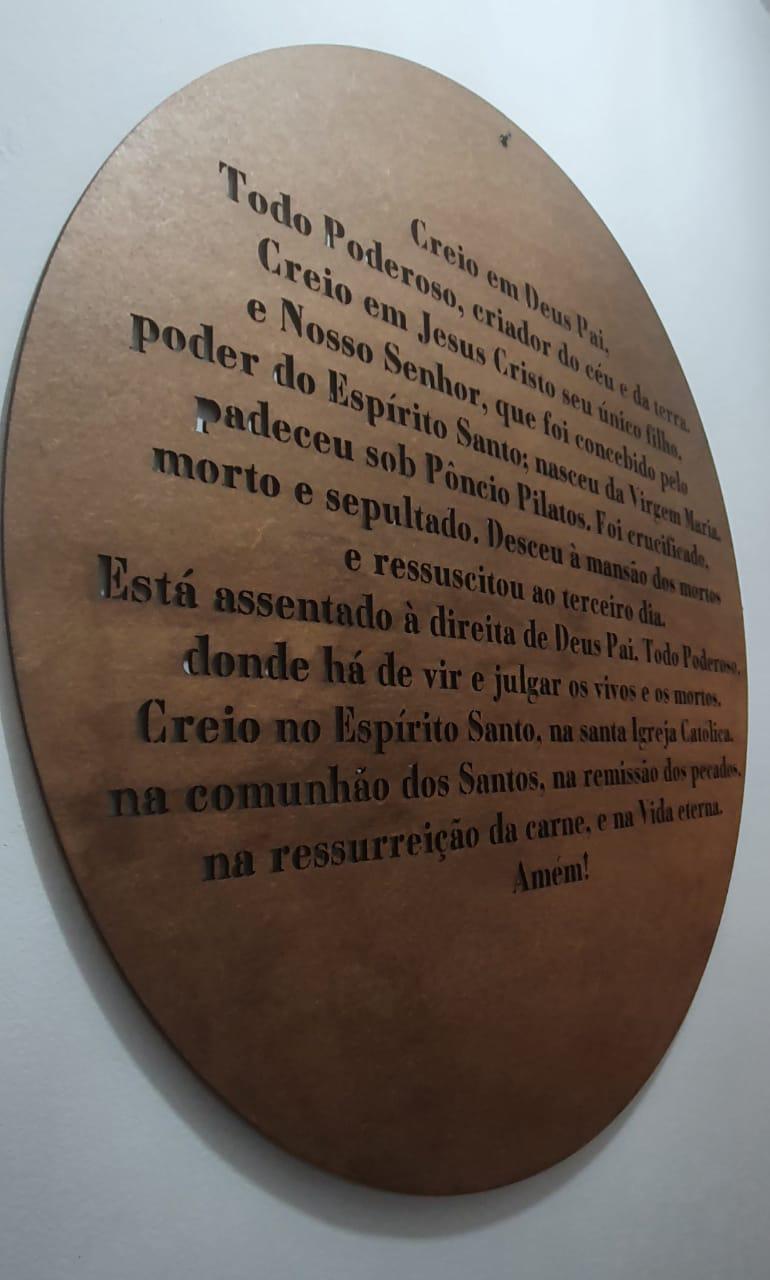 Creio em Deus Pai,
Todo Poderoso, criador do céu e da terra.
Creio em Jesus Cristo seu único filho,
e Nosso Senhor, que foi concebido pelo
poder do Espírito Santo; nasceu da Virgem Maria,
padeceu sob Pôncio Pilatos. Foi crucificado,
morto e sepultado. Desceu à mansão dos mortos
e ressuscitou ao terceiro dia.
Está assentado à direita de Deus Pai. Todo Poderoso,
donde há de vir e julgar os vivos e os mortos.
Creio no Espírito Santo, na santa Igreja Catolica.
na comunhão dos Santos, na remissão dos pecados,
na ressurreição da carne, e na Vida eterna.
Amém!